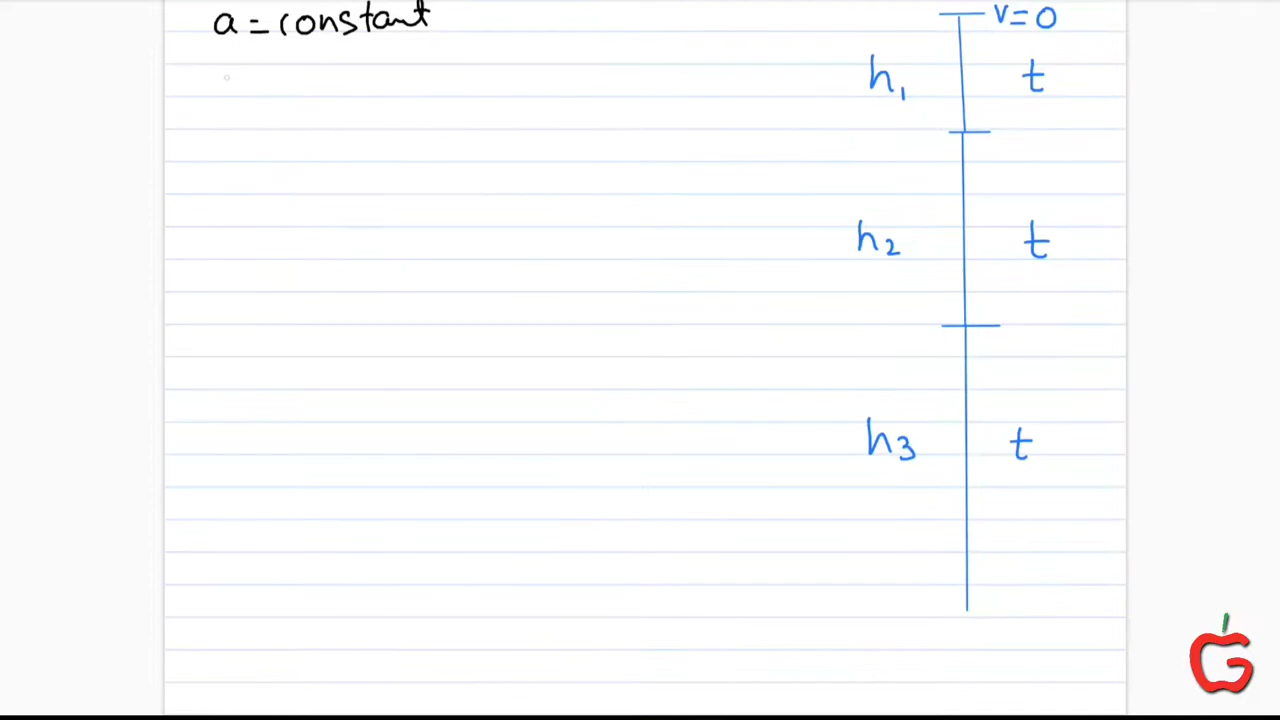 a = constant
v=0
h1 t
h2 t
h3 t
G